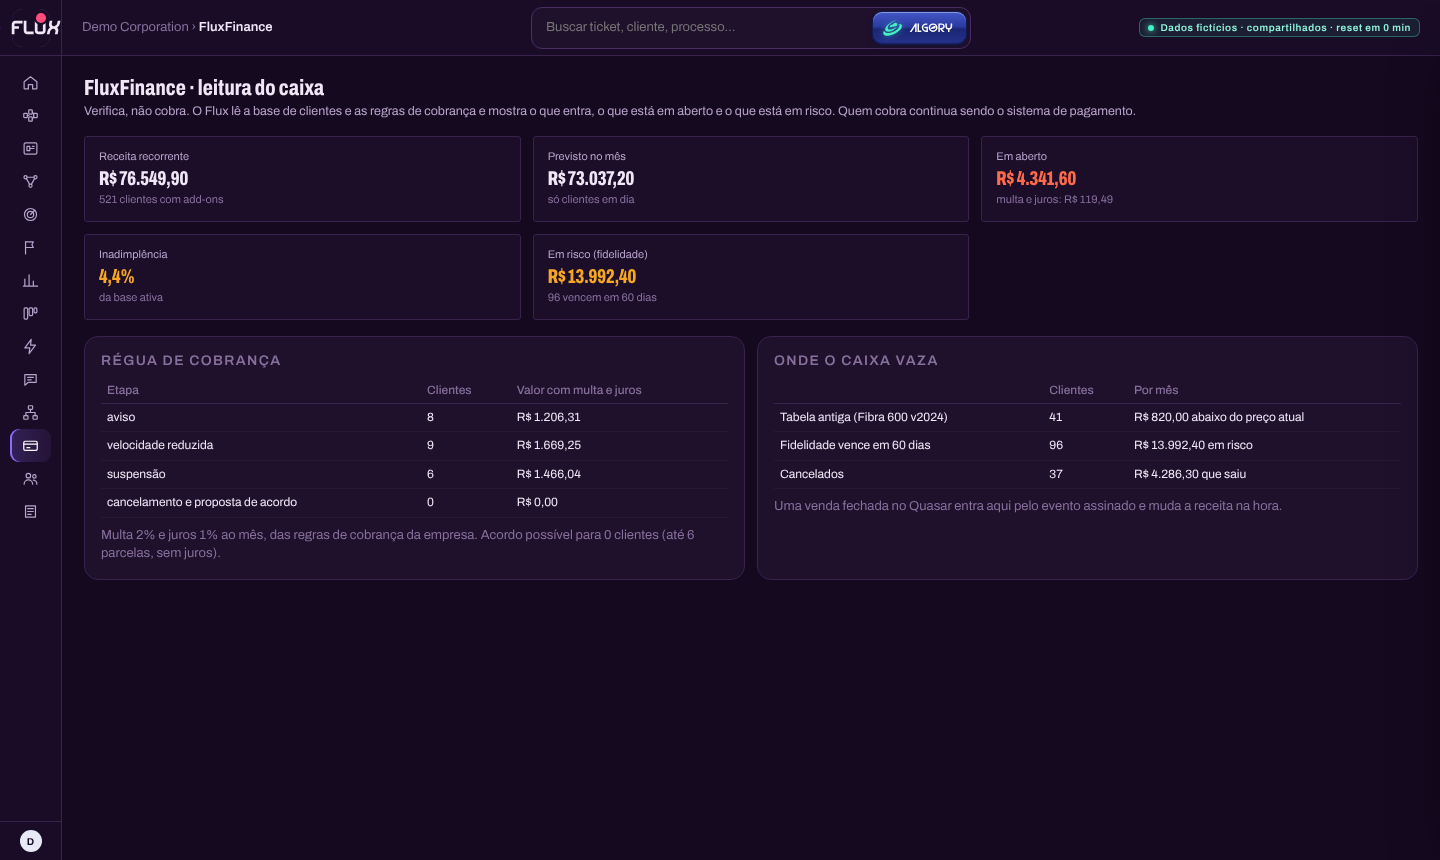 FLUX
Demo Corporation › FluxFinance
Buscar ticket, cliente, processo...
ALGORY
Dados fictícios · compartilhados · reset em 0 min
FluxFinance · leitura do caixa
Verifica, não cobra. O Flux lê a base de clientes e as regras de cobrança e mostra o que entra, o que está em aberto e o que está em risco. Quem cobra continua sendo o sistema de pagamento.
Receita recorrente
R$ 76.549,90
521 clientes com add-ons
Previsto no mês
R$ 73.037,20
só clientes em dia
Em aberto
R$ 4.341,60
multa e juros: R$ 119,49
Inadimplência
4,4%
da base ativa
Em risco (fidelidade)
R$ 13.992,40
96 vencem em 60 dias
RÉGUA DE COBRANÇA
Etapa Clientes Valor com multa e juros
aviso 8 R$ 1.206,31
velocidade reduzida 9 R$ 1.669,25
suspensão 6 R$ 1.466,04
cancelamento e proposta de acordo 0 R$ 0,00
Multa 2% e juros 1% ao mês, das regras de cobrança da empresa. Acordo possível para 0 clientes (até 6
parcelas, sem juros).
ONDE O CAIXA VAZA
Clientes Por mês
Tabela antiga (Fibra 600 v2024) 41 R$ 820,00 abaixo do preço atual
Fidelidade vence em 60 dias 96 R$ 13.992,40 em risco
Cancelados 37 R$ 4.286,30 que saiu
Uma venda fechada no Quasar entra aqui pelo evento assinado e muda a receita na hora.
D